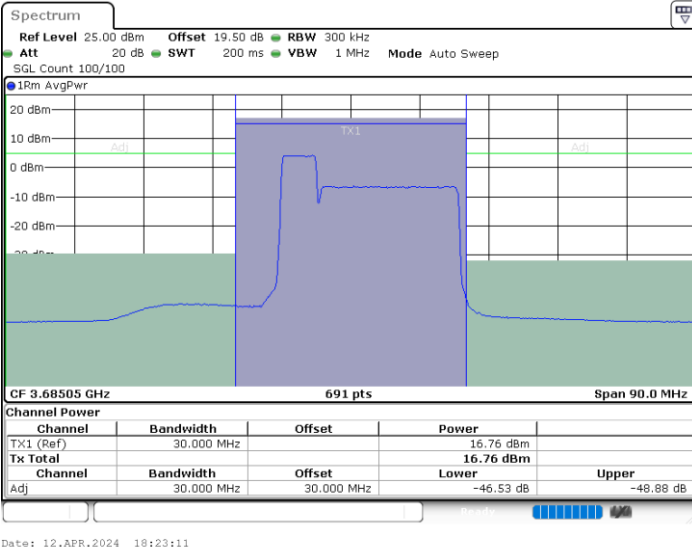 Spectrum
Ref Level 25.00 dBm Offset 19.50 dB RBW 300 kHz
Att 20 dB SWT 200 ms VBW 1 MHz Mode Auto Sweep
SGL Count 100/100
1Rm AvgPwr
20 dBm
TX1
10 dBm
Adj Adj
0 dBm
-10 dBm
-20 dBm
CF 3.68505 GHz 691 pts Span 90.0 MHz
Channel Power
Channel Bandwidth Offset Power
TX1 (Ref) 30.000 MHz 16.76 dBm
Tx Total 16.76 dBm
Channel Bandwidth Offset Lower Upper
Adj 30.000 MHz 30.000 MHz -46.53 dB -48.88 dB
Ready
Date: 12.APR.2024 18:23:11